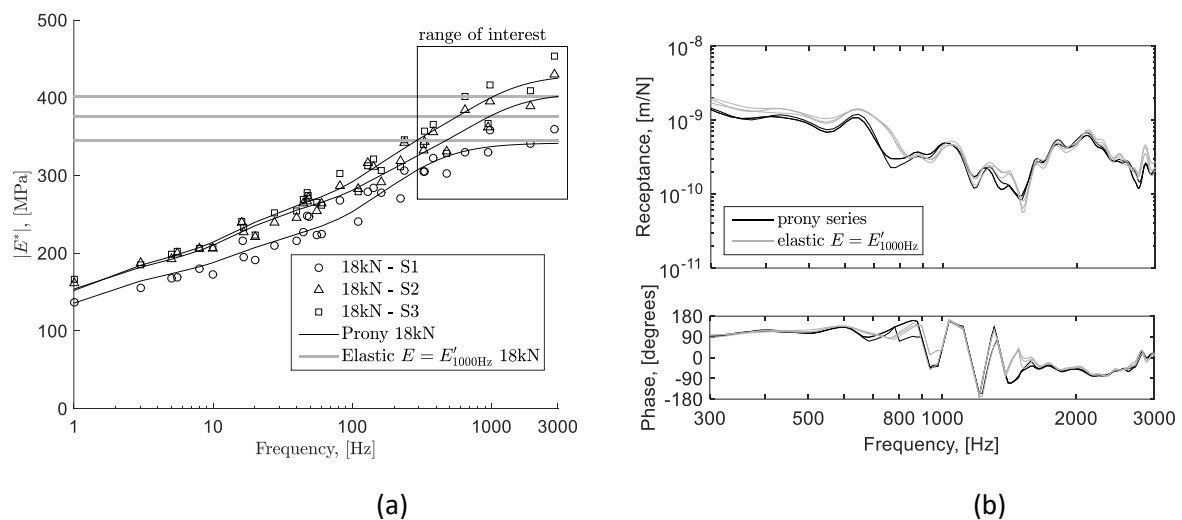 500
400
300
200
100
0
|E*|, [MPa]
range of interest
18kN - S1
18kN - S2
18kN - S3
Prony 18kN
Elastic E = E′1000Hz 18kN
1 10 100 1000 3000
Frequency, [Hz]
(a)
10⁻⁸
10⁻⁹
10⁻¹⁰
10⁻¹¹
Receptance, [m/N]
prony series
elastic E = E′1000Hz
180
90
0
-90
-180
Phase, [degrees]
300 500 800 1000 2000 3000
Frequency, [Hz]
(b)